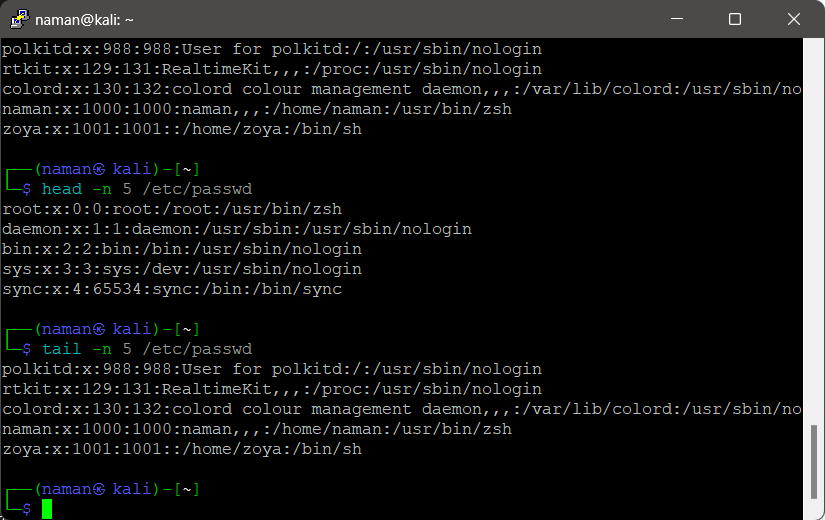 naman@kali: ~
polkitd:x:988:988:User for polkitd:/:/usr/sbin/nologin
rtkit:x:129:131:RealtimeKit,,,:/proc:/usr/sbin/nologin
colord:x:130:132:colord colour management daemon,,,:/var/lib/colord:/usr/sbin/no
naman:x:1000:1000:naman,,,:/home/naman:/usr/bin/zsh
zoya:x:1001:1001::/home/zoya:/bin/sh
┌──(naman㉿ kali)-[~]
└─$ head -n 5 /etc/passwd
root:x:0:0:root:/root:/usr/bin/zsh
daemon:x:1:1:daemon:/usr/sbin:/usr/sbin/nologin
bin:x:2:2:bin:/bin:/usr/sbin/nologin
sys:x:3:3:sys:/dev:/usr/sbin/nologin
sync:x:4:65534:sync:/bin:/bin/sync
┌──(naman㉿ kali)-[~]
└─$ tail -n 5 /etc/passwd
polkitd:x:988:988:User for polkitd:/:/usr/sbin/nologin
rtkit:x:129:131:RealtimeKit,,,:/proc:/usr/sbin/nologin
colord:x:130:132:colord colour management daemon,,,:/var/lib/colord:/usr/sbin/no
naman:x:1000:1000:naman,,,:/home/naman:/usr/bin/zsh
zoya:x:1001:1001::/home/zoya:/bin/sh
┌──(naman㉿ kali)-[~]
└─$